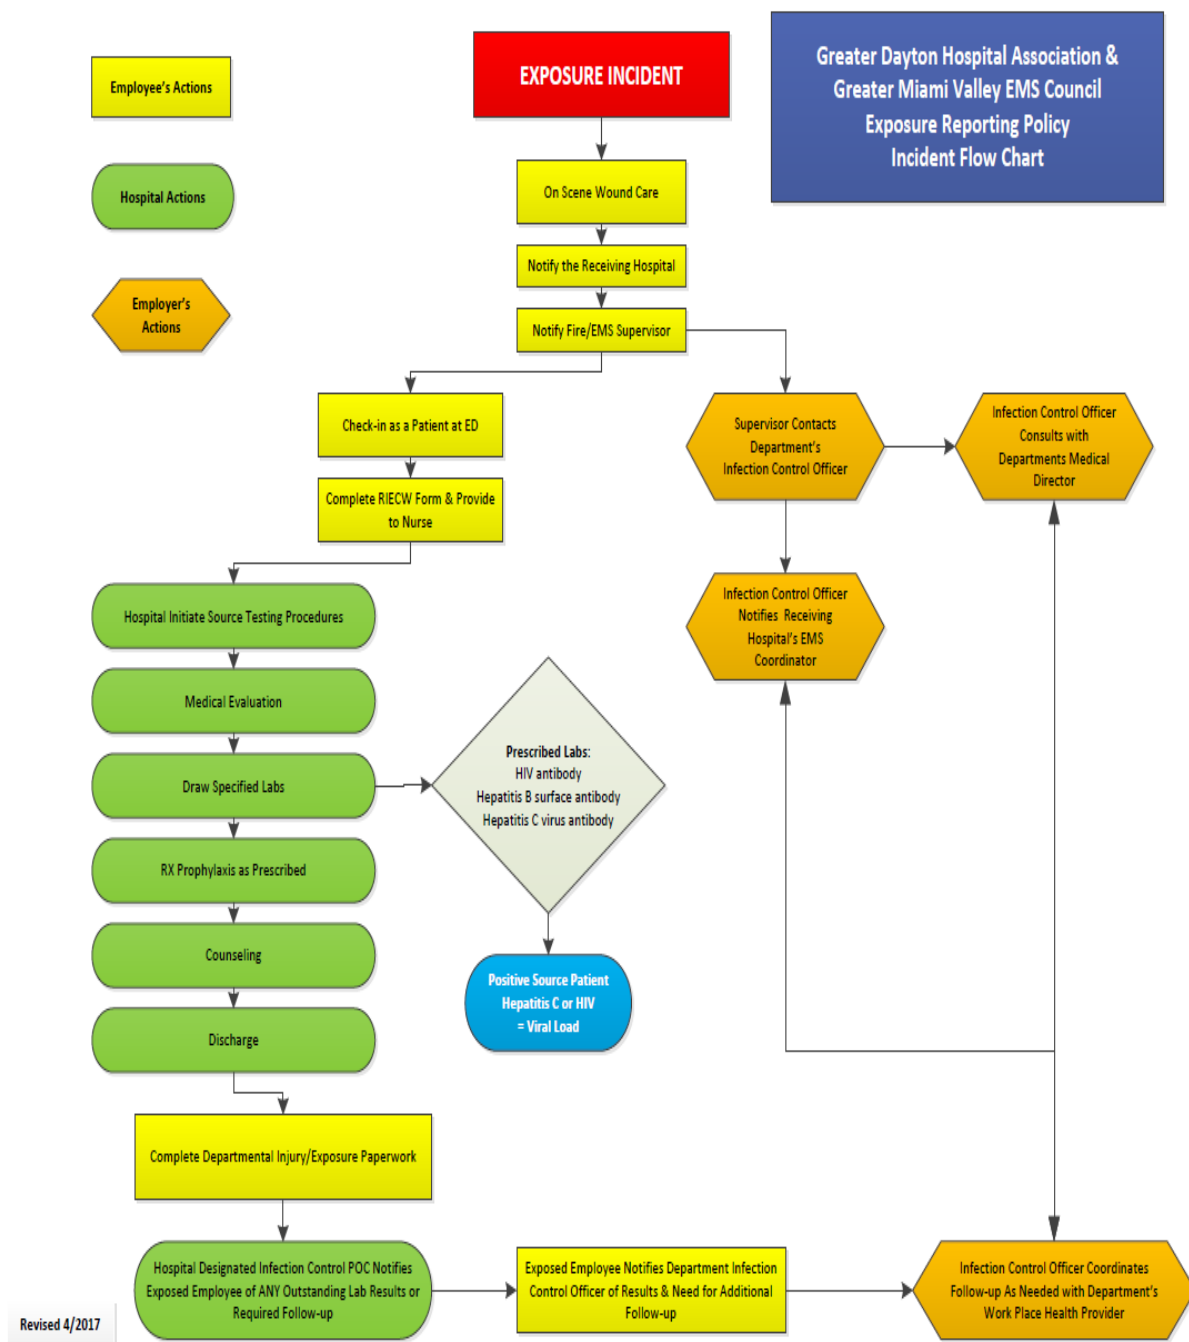 Employee's Actions
EXPOSURE INCIDENT
Greater Dayton Hospital Association &
Greater Miami Valley EMS Council
Exposure Reporting Policy
Incident Flow Chart
Hospital Actions
On Scene Wound Care
Notify the Receiving Hospital
Employer's
Actions
Notify Fire/EMS Supervisor
Check-in as a Patient at ED
Supervisor Contacts
Department's
Infection Control Officer
Infection Control Officer
Consults with
Departments Medical
Director
Complete RIECW Form & Provide
to Nurse
Hospital Initiate Source Testing Procedures
Infection Control Officer
Notifies Receiving
Hospital's EMS
Coordinator
Medical Evaluation
Draw Specified Labs
Prescribed Labs:
HIV antibody
Hepatitis B surface antibody
Hepatitis C virus antibody
RX Prophylaxis as Prescribed
Counseling
Positive Source Patient
Hepatitis C or HIV
= Viral Load
Discharge
Complete Departmental Injury/Exposure Paperwork
Hospital Designated Infection Control POC Notifies
Exposed Employee of ANY Outstanding Lab Results or
Required Follow-up
Exposed Employee Notifies Department Infection
Control Officer of Results & Need for Additional
Follow-up
Infection Control Officer Coordinates
Follow-up As Needed with Department's
Work Place Health Provider
Revised 4/2017